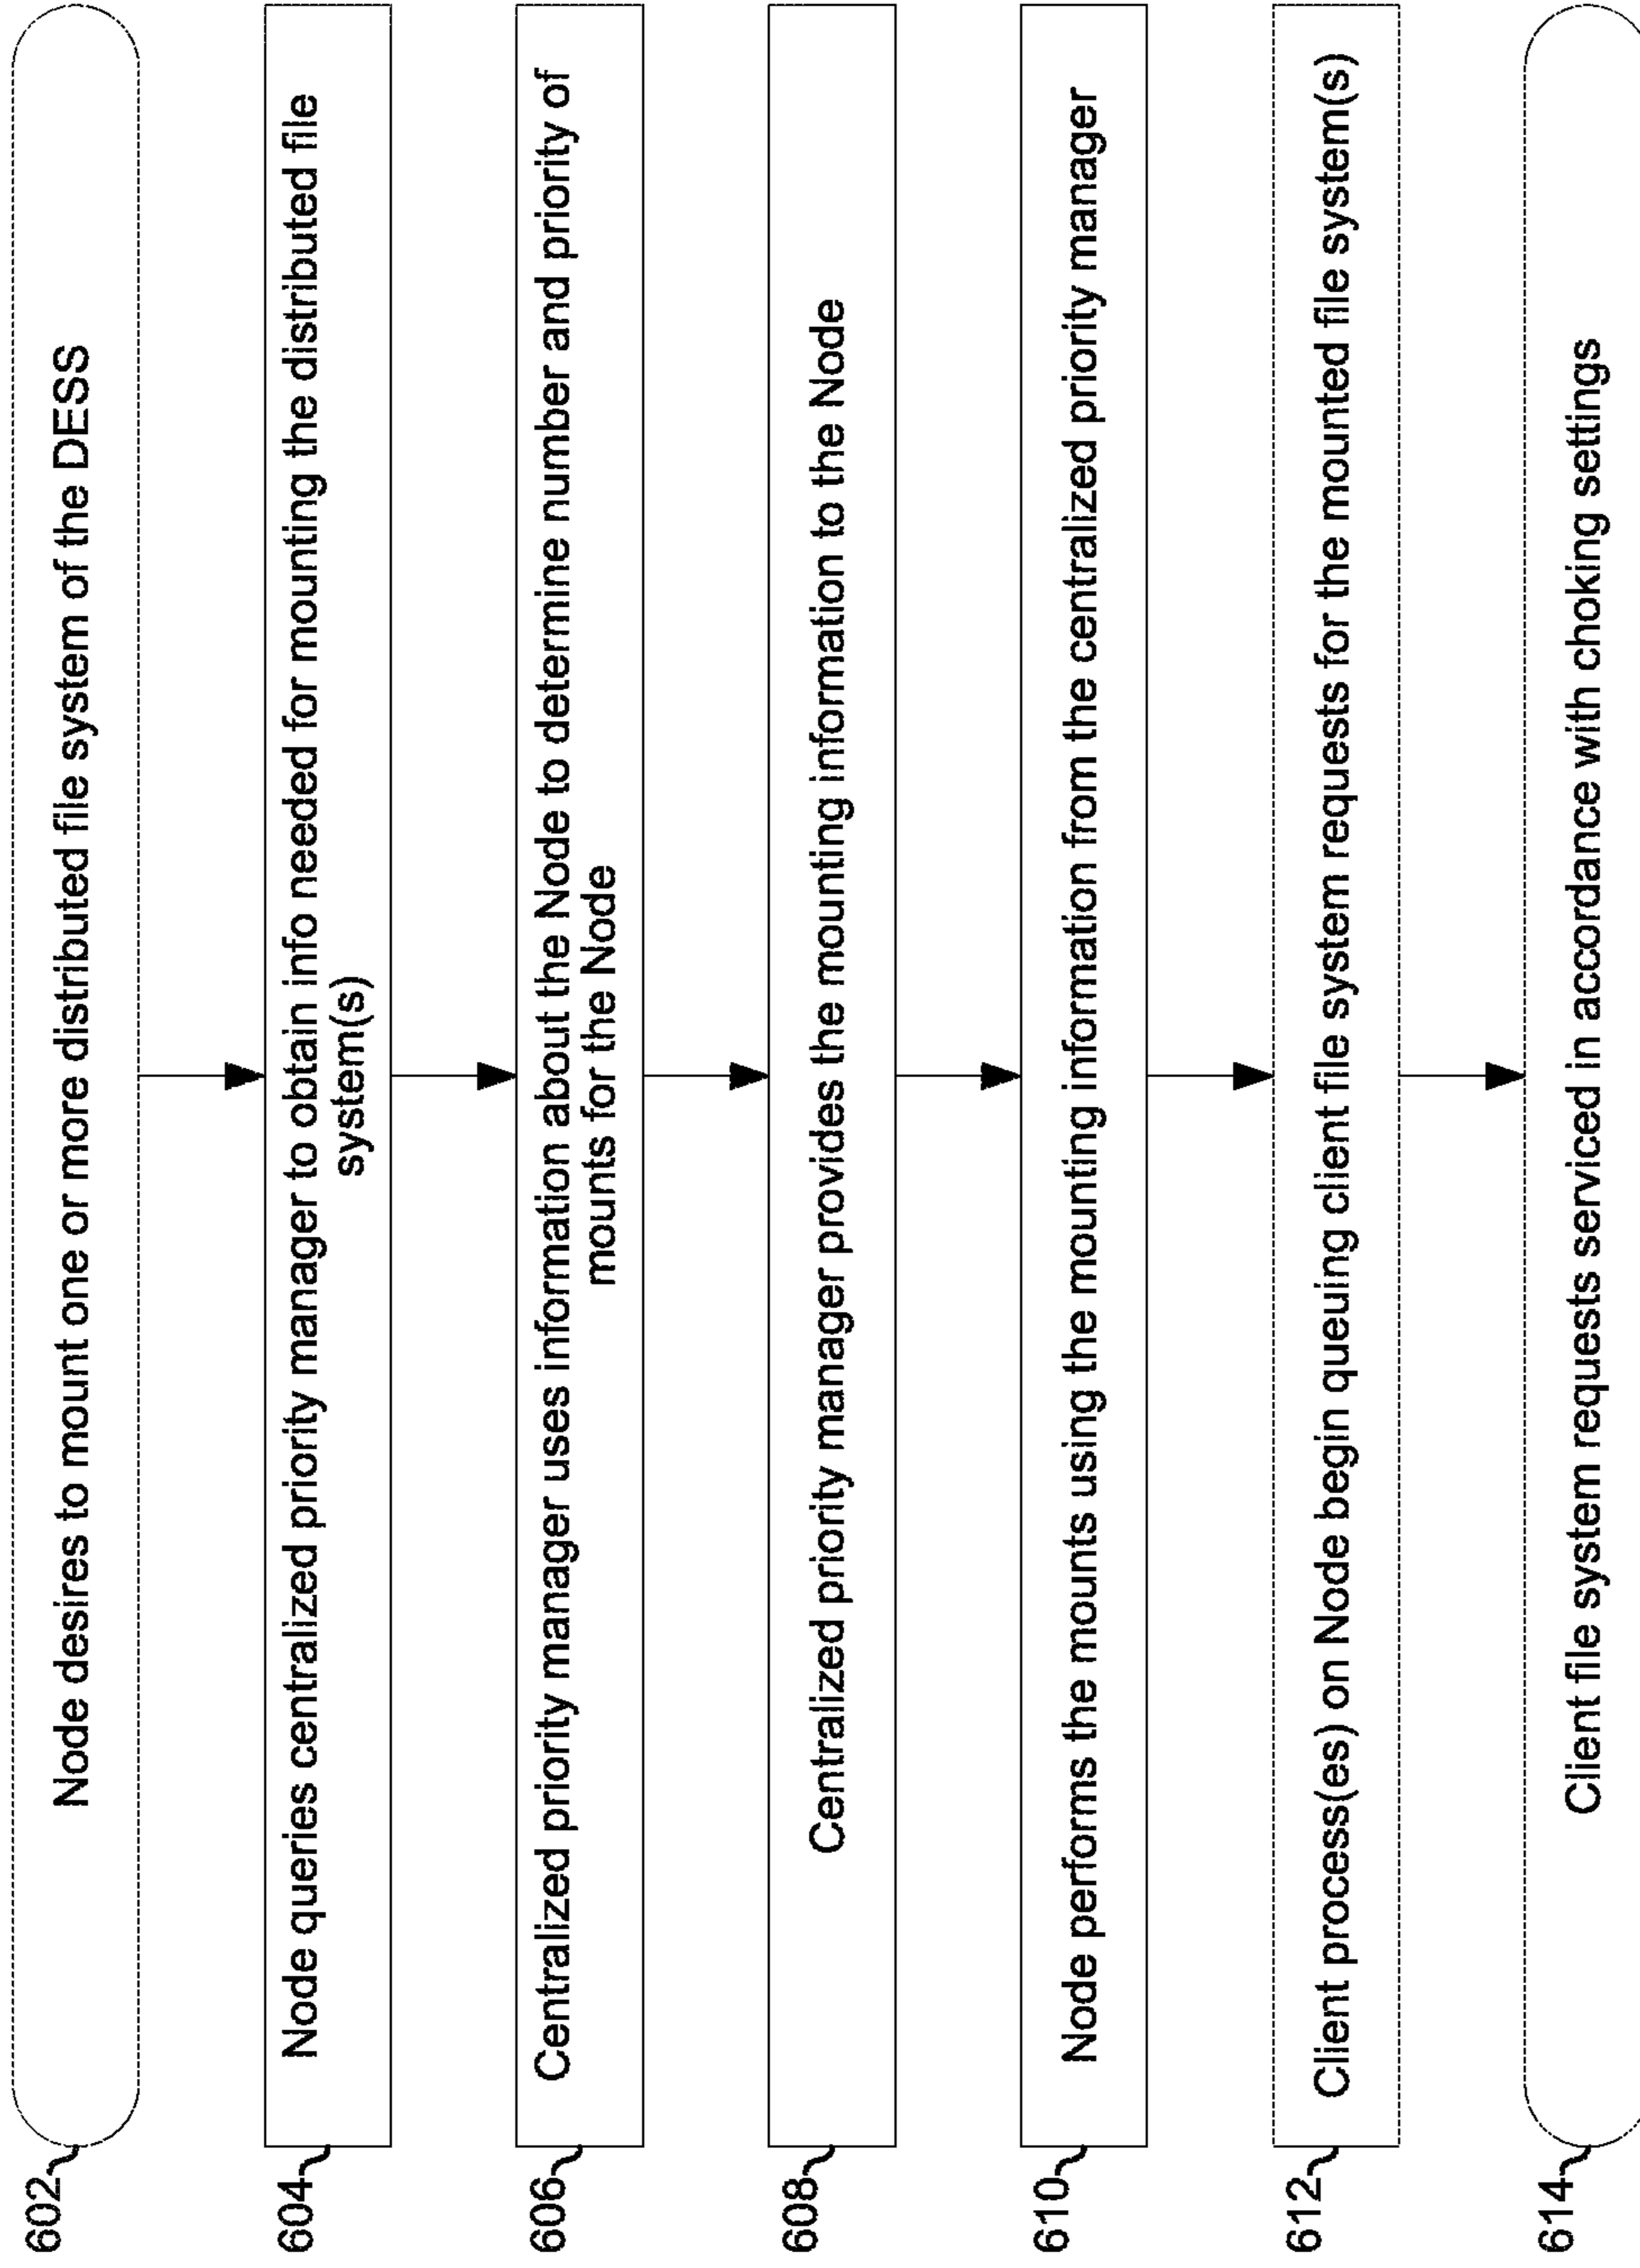 602
Node desires to mount one or more distributed file system of the DESS
604
Node queries centralized priority manager to obtain info needed for mounting the distributed file
system(s)
606
Centralized priority manager uses information about the Node to determine number and priority of
mounts for the Node
608
Centralized priority manager provides the mounting information to the Node
610
Node performs the mounts using the mounting information from the centralized priority manager
612
Client process(es) on Node begin queuing client file system requests for the mounted file system(s)
614
Client file system requests serviced in accordance with choking settings